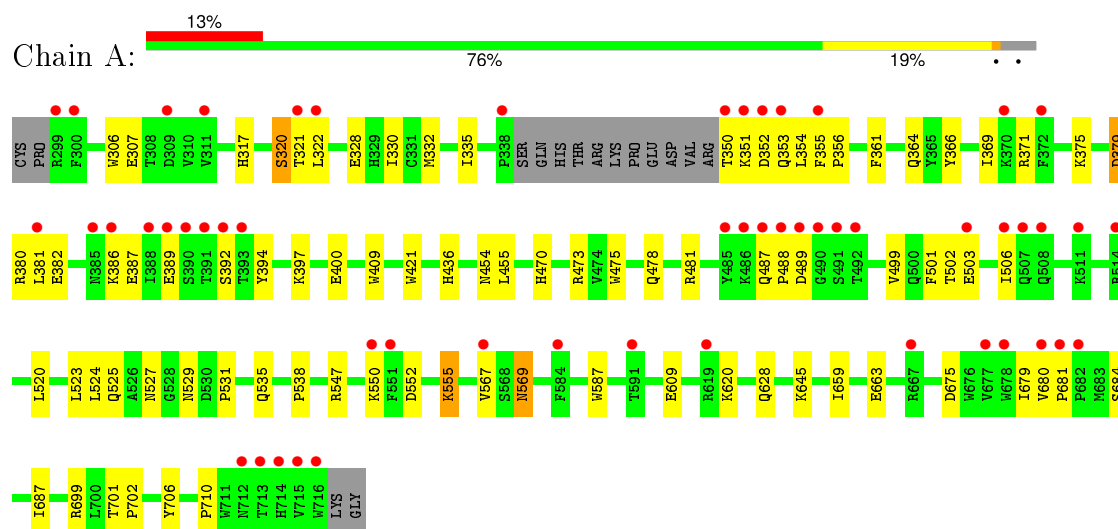 13%
Chain A:
76% 19% • •
CYS PRO R299 F300 W306 E307 T308 D309 V310 V311 H317 S320 T321 L322 E328 H329 I330 C331 M332 I335 P338 SER GLN HIS THR ARG LYS PRO GLU ASP VAL ARG T350 K351 D352 Q353 L354 F355 P356 F361 Q364 Y365 Y366 I369 K370 R371 F372 K375 D379
R380 L381 E382 N385 K386 E387 I388 E389 S390 T391 S392 T393 Y394 K397 E400 W409 W421 H436 N454 L455 H470 R473 V474 W475 Q478 R481 Y485 K486 Q487 P488 D489 G490 S491 T492 V499 Q500 F501 T502 E503 I506 Q507 Q508 K511 R514
L520 L523 L524 Q525 A526 N527 G528 N529 D530 P531 Q535 P538 R547 K550 F551 D552 K555 V567 S568 N569 F584 W587 T591 E609 R619 K620 Q628 K645 I659 E663 R667 D675 W676 V677 W678 I679 V680 P681 P682 M683 S684
I687 R699 L700 T701 P702 Y706 P710 W711 N712 T713 H714 V715 W716 LYS GLY